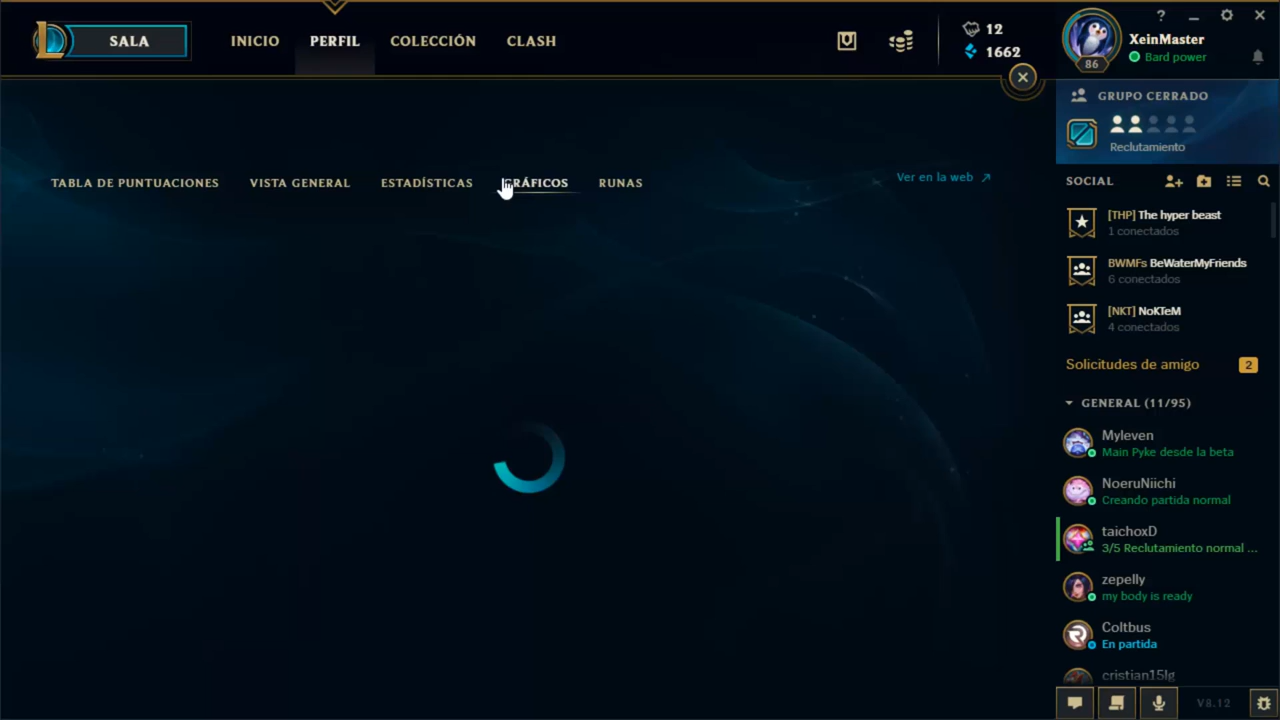 SALA
INICIO
PERFIL
COLECCIÓN
CLASH
12
1662
?
86
XeinMaster
Bard power
GRUPO CERRADO
Reclutamiento
TABLA DE PUNTUACIONES
VISTA GENERAL
ESTADÍSTICAS
GRÁFICOS
RUNAS
Ver en la web
SOCIAL
[THP] The hyper beast
1 conectados
BWMFs BeWaterMyFriends
6 conectados
[NKT] NoKTeM
4 conectados
Solicitudes de amigo
2
GENERAL (11/95)
Myleven
Main Pyke desde la beta
NoeruNiichi
Creando partida normal
taichoxD
3/5 Reclutamiento normal ...
zepelly
my body is ready
Coltbus
En partida
cristian15lg
V8.12